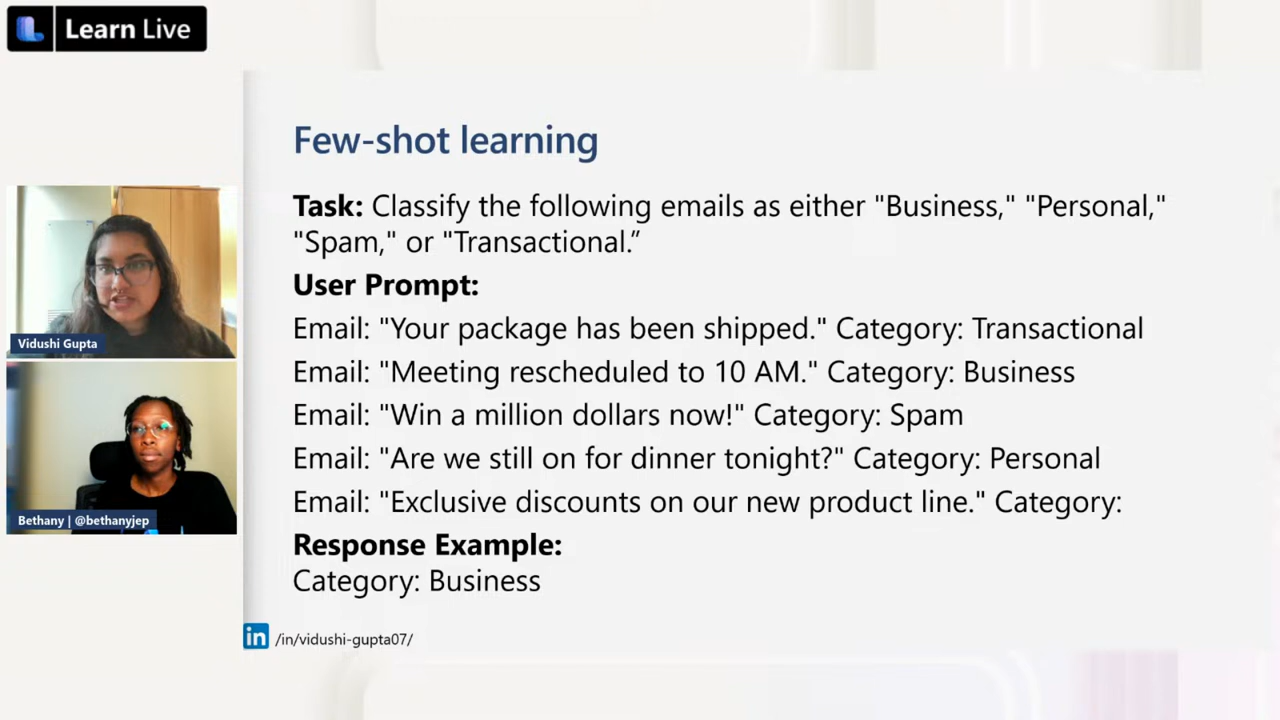 Learn Live
Few-shot learning
Task: Classify the following emails as either "Business," "Personal,"
"Spam," or "Transactional.”
User Prompt:
Email: "Your package has been shipped." Category: Transactional
Email: "Meeting rescheduled to 10 AM." Category: Business
Email: "Win a million dollars now!" Category: Spam
Email: "Are we still on for dinner tonight?" Category: Personal
Email: "Exclusive discounts on our new product line." Category:
Response Example:
Category: Business
in /in/vidushi-gupta07/
Vidushi Gupta
Bethany | @bethanyjep